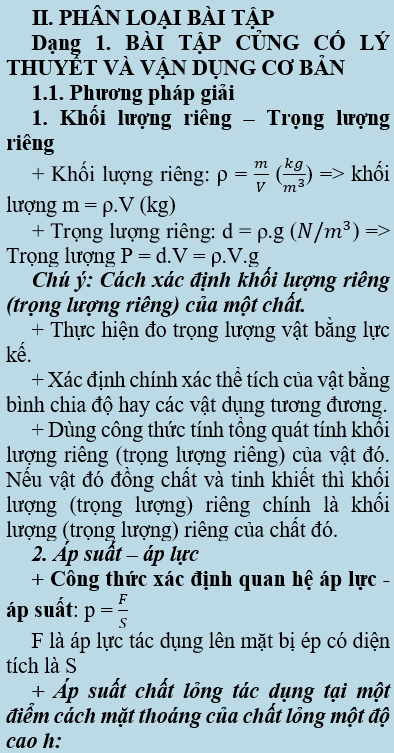 II. PHÂN LOẠI BÀI TẬP
Dạng 1. BÀI TẬP CỦNG CỐ LÝ
THUYẾT VÀ VẬN DỤNG CƠ BẢN
1.1. Phương pháp giải
1. Khối lượng riêng – Trọng lượng
riêng
+ Khối lượng riêng: ρ = m/V (kg/m³) => khối
lượng m = ρ.V (kg)
+ Trọng lượng riêng: d = ρ.g (N/m³) =>
Trọng lượng P = d.V = ρ.V.g
Chú ý: Cách xác định khối lượng riêng
(trọng lượng riêng) của một chất.
+ Thực hiện đo trọng lượng vật bằng lực
kế.
+ Xác định chính xác thể tích của vật bằng
bình chia độ hay các vật dụng tương đương.
+ Dùng công thức tính tổng quát tính khối
lượng riêng (trọng lượng riêng) của vật đó.
Nếu vật đó đồng chất và tinh khiết thì khối
lượng (trọng lượng) riêng chính là khối
lượng (trọng lượng) riêng của chất đó.
2. Áp suất – áp lực
+ Công thức xác định quan hệ áp lực -
áp suất: p = F/S
F là áp lực tác dụng lên mặt bị ép có diện
tích là S
+ Áp suất chất lỏng tác dụng tại một
điểm cách mặt thoáng của chất lỏng một độ
cao h: